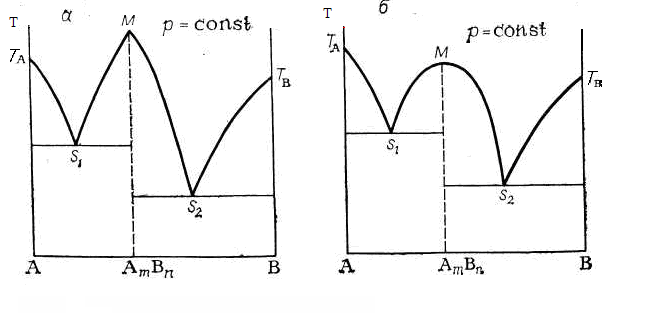 T
а
M
p = const
T_A
T_B
S_1
S_2
A
A_mB_n
B
T
б
p = const
T_A
M
T_B
S_1
S_2
A
A_mB_n
B